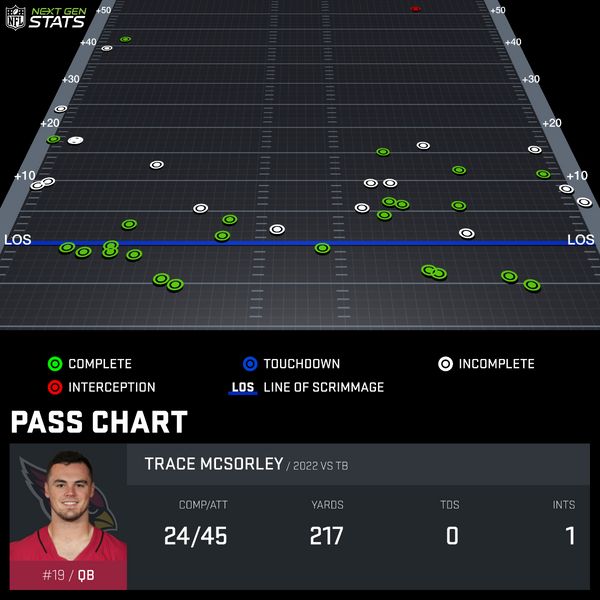 NFL NEXT GEN
STATS
+50 +50
+40 +40
+30 +30
+20 +20
+10 +10
LOS LOS
COMPLETE TOUCHDOWN INCOMPLETE
INTERCEPTION LOS LINE OF SCRIMMAGE
PASS CHART
TRACE MCSORLEY / 2022 VS TB
COMP/ATT YARDS TDS INTS
24/45 217 0 1
#19 / QB